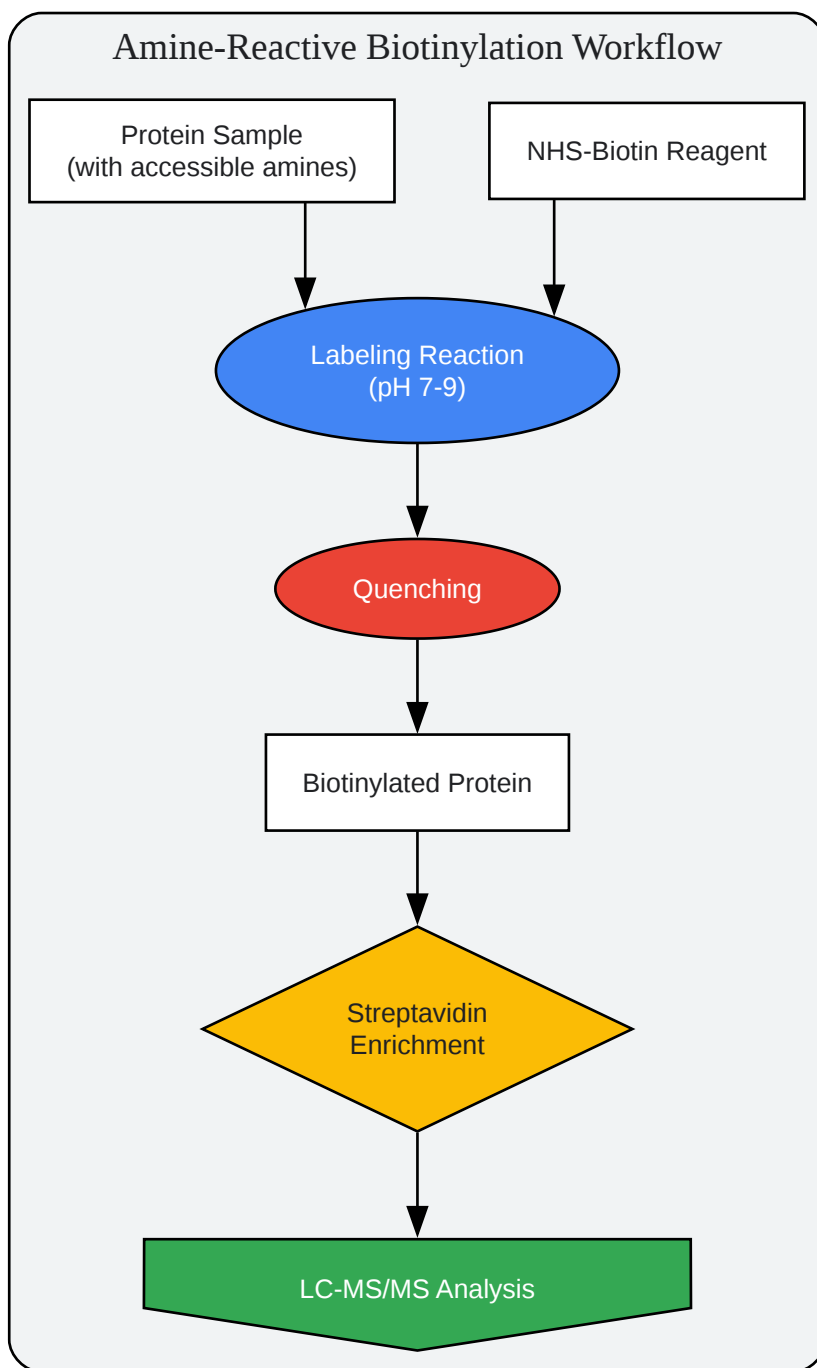 Amine-Reactive Biotinylation Workflow
Protein Sample
(with accessible amines)
NHS-Biotin Reagent
Labeling Reaction
(pH 7-9)
Quenching
Biotinylated Protein
Streptavidin
Enrichment
LC-MS/MS Analysis